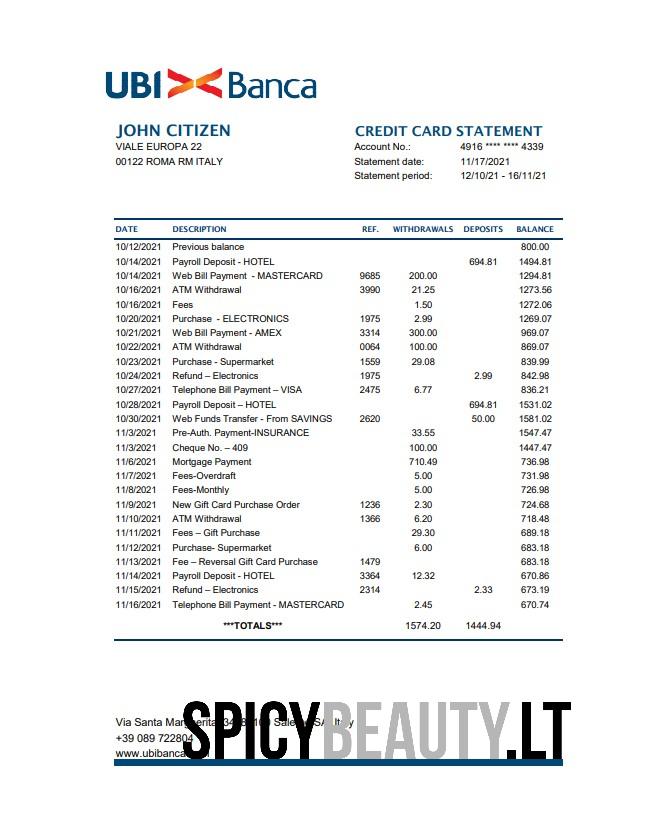 UBI Banca
JOHN CITIZEN
VIALE EUROPA 22
00122 ROMA RM ITALY
CREDIT CARD STATEMENT
Account No.: 4916 **** **** 4339
Statement date: 11/17/2021
Statement period: 12/10/21 - 16/11/21
DATE DESCRIPTION REF. WITHDRAWALS DEPOSITS BALANCE
10/12/2021 Previous balance 800.00
10/14/2021 Payroll Deposit - HOTEL 694.81 1494.81
10/14/2021 Web Bill Payment - MASTERCARD 9685 200.00 1294.81
10/16/2021 ATM Withdrawal 3990 21.25 1273.56
10/16/2021 Fees 1.50 1272.06
10/20/2021 Purchase - ELECTRONICS 1975 2.99 1269.07
10/21/2021 Web Bill Payment - AMEX 3314 300.00 969.07
10/22/2021 ATM Withdrawal 0064 100.00 869.07
10/23/2021 Purchase - Supermarket 1559 29.08 839.99
10/24/2021 Refund – Electronics 1975 2.99 842.98
10/27/2021 Telephone Bill Payment – VISA 2475 6.77 836.21
10/28/2021 Payroll Deposit – HOTEL 694.81 1531.02
10/30/2021 Web Funds Transfer - From SAVINGS 2620 50.00 1581.02
11/3/2021 Pre-Auth. Payment-INSURANCE 33.55 1547.47
11/3/2021 Cheque No. – 409 100.00 1447.47
11/6/2021 Mortgage Payment 710.49 736.98
11/7/2021 Fees-Overdraft 5.00 731.98
11/8/2021 Fees-Monthly 5.00 726.98
11/9/2021 New Gift Card Purchase Order 1236 2.30 724.68
11/10/2021 ATM Withdrawal 1366 6.20 718.48
11/11/2021 Fees – Gift Purchase 29.30 689.18
11/12/2021 Purchase- Supermarket 6.00 683.18
11/13/2021 Fee – Reversal Gift Card Purchase 1479 683.18
11/14/2021 Payroll Deposit - HOTEL 3364 12.32 670.86
11/15/2021 Refund – Electronics 2314 2.33 673.19
11/16/2021 Telephone Bill Payment - MASTERCARD 2.45 670.74
***TOTALS*** 1574.20 1444.94
Via Santa
+39 089 722804
SPICYBEAUTY.LT